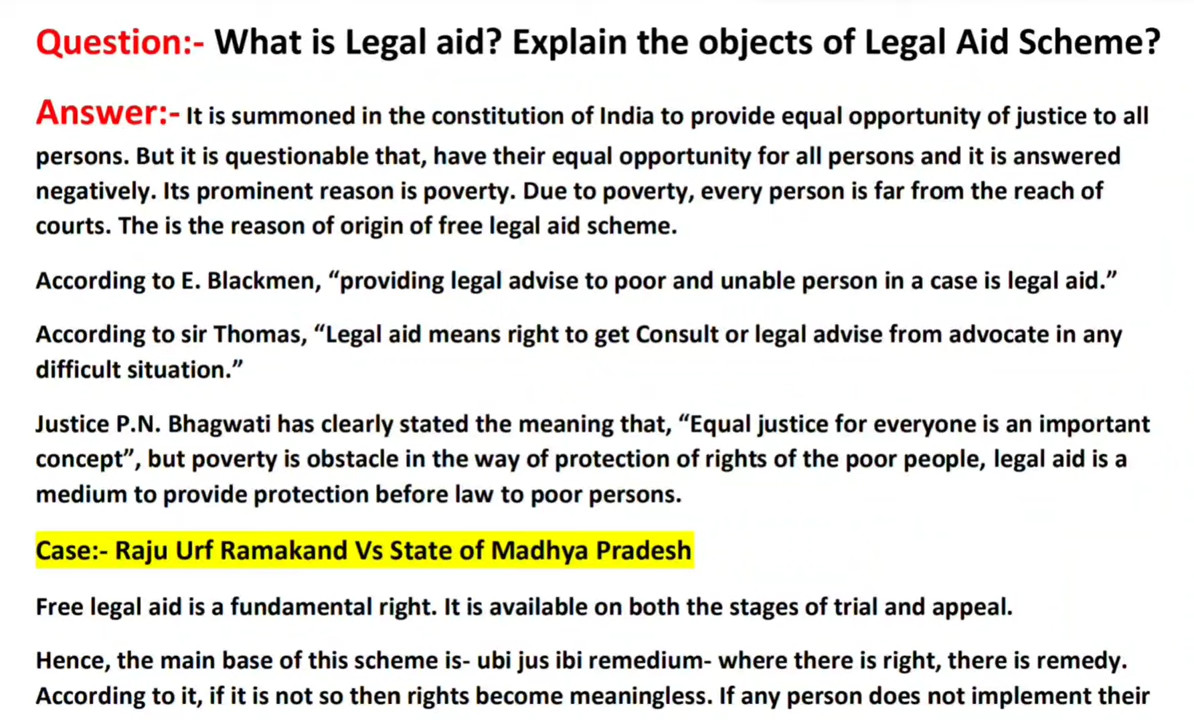 Question:- What is Legal aid? Explain the objects of Legal Aid Scheme?
Answer:- It is summoned in the constitution of India to provide equal opportunity of justice to all
persons. But it is questionable that, have their equal opportunity for all persons and it is answered
negatively. Its prominent reason is poverty. Due to poverty, every person is far from the reach of
courts. The is the reason of origin of free legal aid scheme.
According to E. Blackmen, “providing legal advise to poor and unable person in a case is legal aid.”
According to sir Thomas, “Legal aid means right to get Consult or legal advise from advocate in any
difficult situation.”
Justice P.N. Bhagwati has clearly stated the meaning that, “Equal justice for everyone is an important
concept”, but poverty is obstacle in the way of protection of rights of the poor people, legal aid is a
medium to provide protection before law to poor persons.
Case:- Raju Urf Ramakand Vs State of Madhya Pradesh
Free legal aid is a fundamental right. It is available on both the stages of trial and appeal.
Hence, the main base of this scheme is- ubi jus ibi remedium- where there is right, there is remedy.
According to it, if it is not so then rights become meaningless. If any person does not implement their